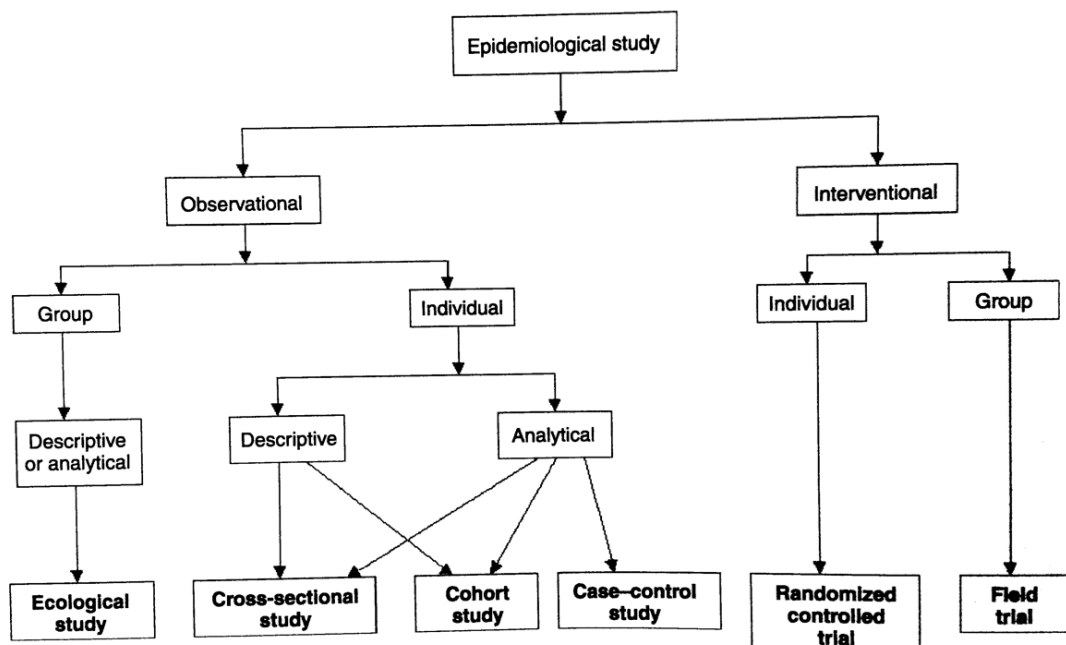 Epidemiological study
Observational
Interventional
Group
Individual
Individual
Group
Descriptive
or analytical
Descriptive
Analytical
Ecological
study
Cross-sectional
study
Cohort
study
Case–control
study
Randomized
controlled
trial
Field
trial